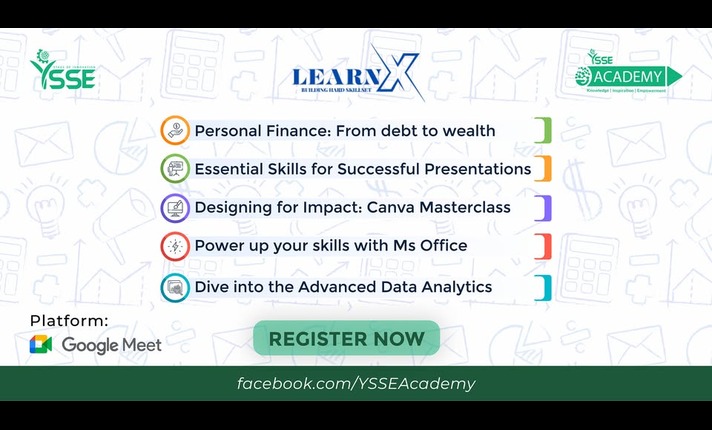 YSSE
LEARN X
BUILDING HARD SKILLSET
YSSE
ACADEMY
Knowledge | Inspiration | Empowerment
Personal Finance: From debt to wealth
Essential Skills for Successful Presentations
Designing for Impact: Canva Masterclass
Power up your skills with Ms Office
Dive into the Advanced Data Analytics
Platform:
Google Meet
REGISTER NOW
facebook.com/YSSEAcademy